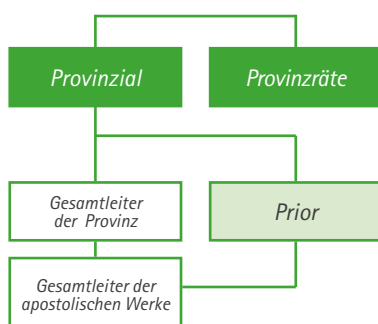 Provinzial
Provinzräte
Gesamtleiter
der Provinz
Prior
Gesamtleiter der
apostolischen Werke